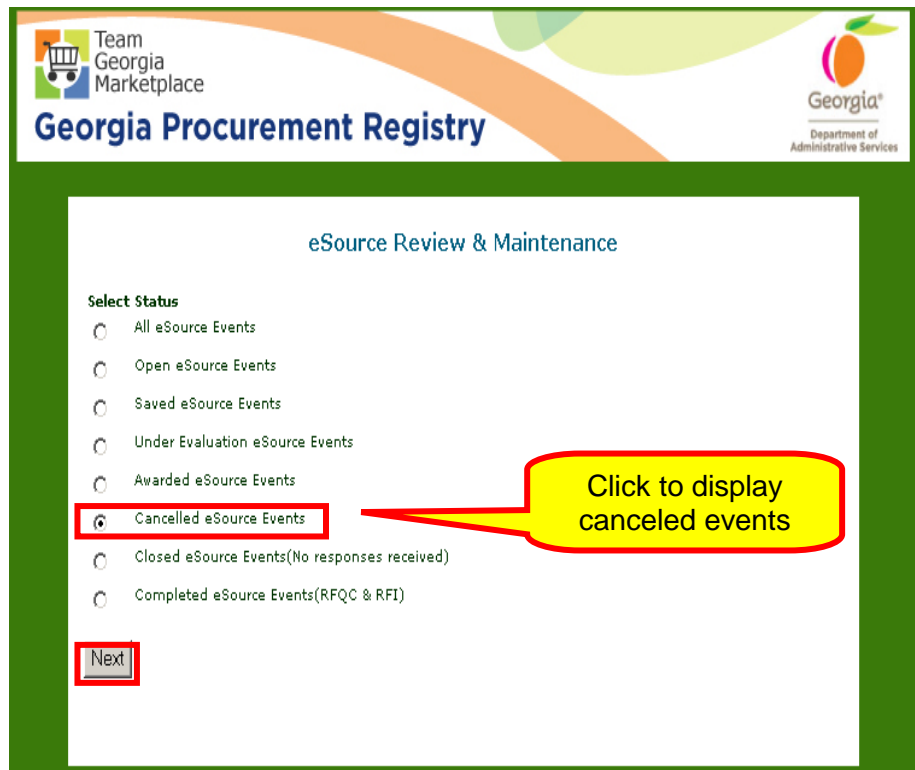 Team
Georgia
Marketplace
Georgia Procurement Registry
Georgia®
Department of
Administrative Services
eSource Review & Maintenance
Select Status
All eSource Events
Open eSource Events
Saved eSource Events
Under Evaluation eSource Events
Awarded eSource Events
Cancelled eSource Events
Closed eSource Events(No responses received)
Completed eSource Events(RFQC & RFI)
Click to display
canceled events
Next